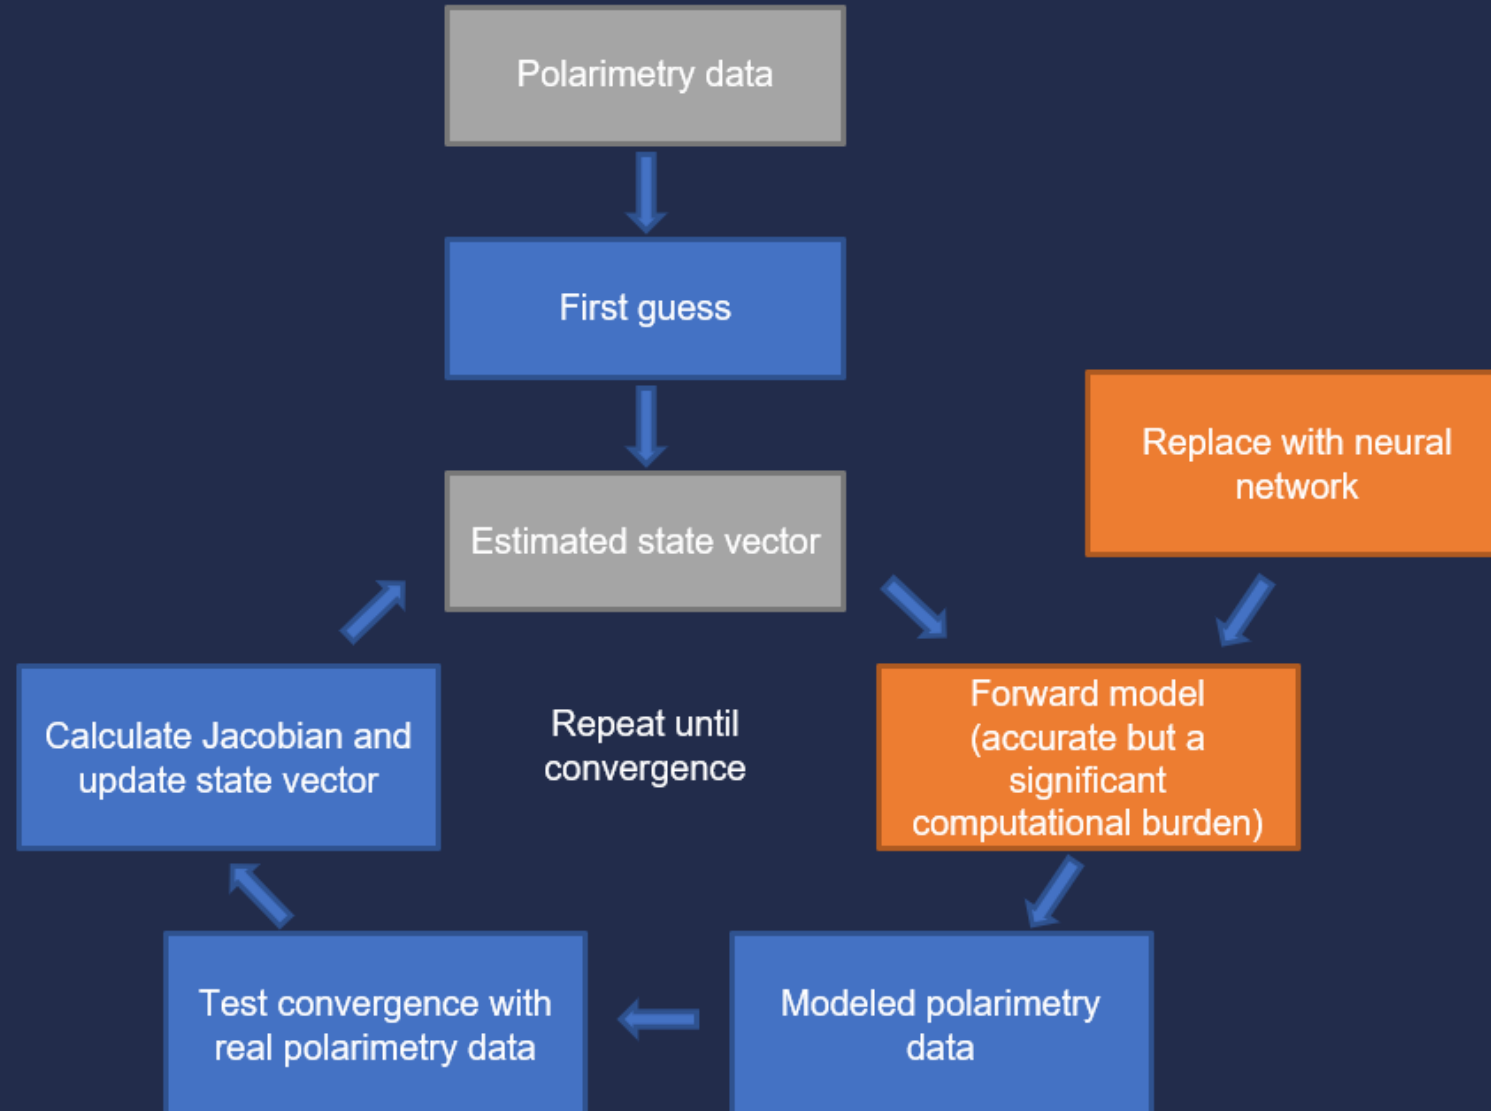 Polarimetry data
First guess
Estimated state vector
Replace with neural
network
Forward model
(accurate but a
significant
computational burden)
Modeled polarimetry
data
Test convergence with
real polarimetry data
Calculate Jacobian and
update state vector
Repeat until
convergence